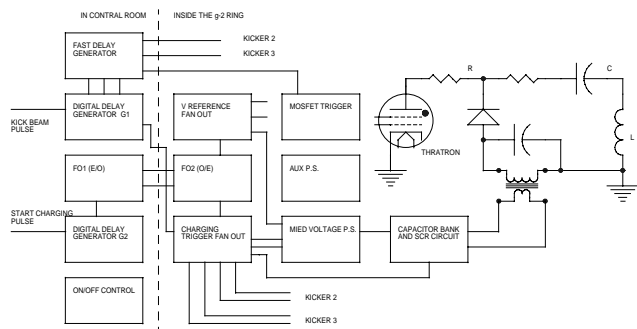 IN CONTRAL ROOM
INSIDE THE g-2 RING
FAST DELAY
GENERATOR
KICKER 2
KICKER 3
KICK BEAM
PULSE
DIGITAL DELAY
GENERATOR G1
V REFERENCE
FAN OUT
MOSFET TRIGGER
R
C
L
THRATRON
FO1 (E/O)
FO2 (O/E)
AUX P.S.
START CHARGING
PULSE
DIGITAL DELAY
GENERATOR G2
CHARGING
TRIGGER FAN OUT
MIED VOLTAGE P.S.
CAPACITOR BANK
AND SCR CIRCUIT
ON/OFF CONTROL
KICKER 2
KICKER 3